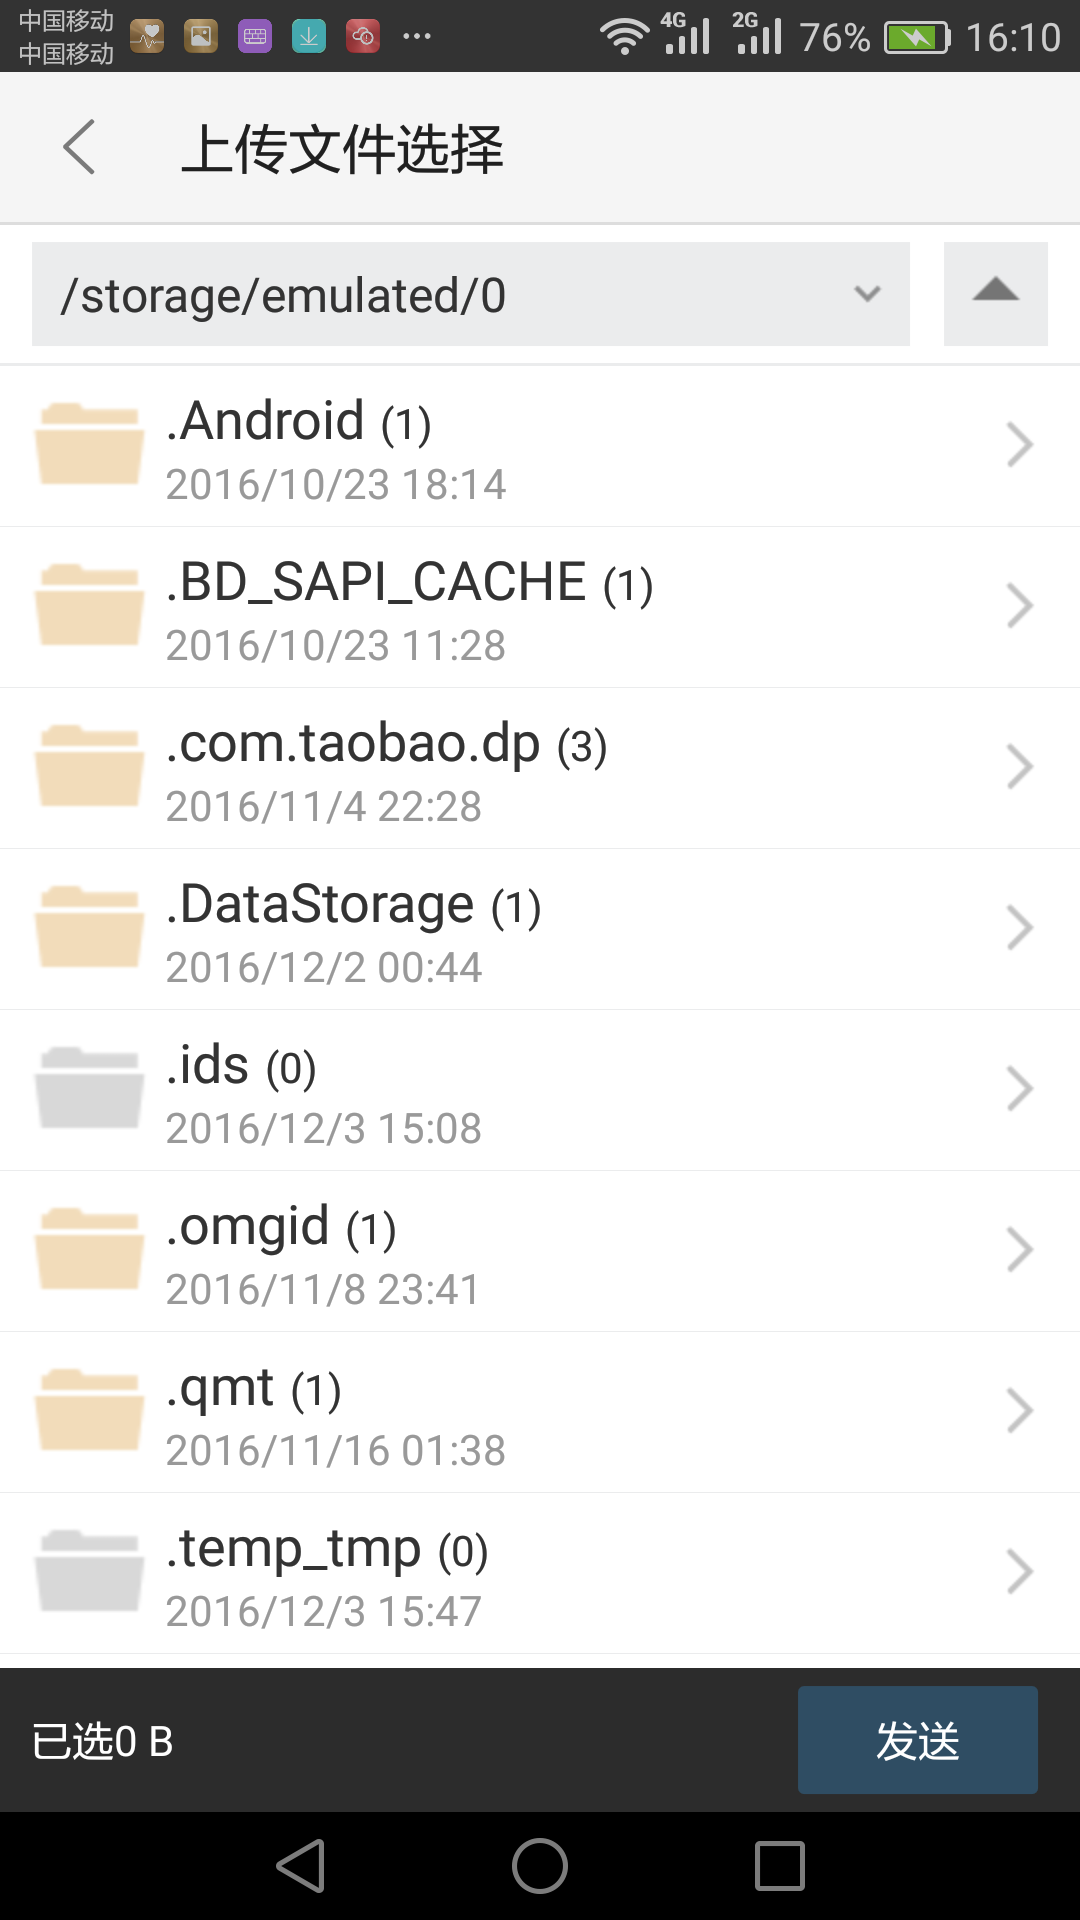 中国移动
中国移动
4G 2G 76% 16:10
上传文件选择
/storage/emulated/0
.Android (1)
2016/10/23 18:14
.BD_SAPI_CACHE (1)
2016/10/23 11:28
.com.taobao.dp (3)
2016/11/4 22:28
.DataStorage (1)
2016/12/2 00:44
.ids (0)
2016/12/3 15:08
.omgid (1)
2016/11/8 23:41
.qmt (1)
2016/11/16 01:38
.temp_tmp (0)
2016/12/3 15:47
已选0 B
发送